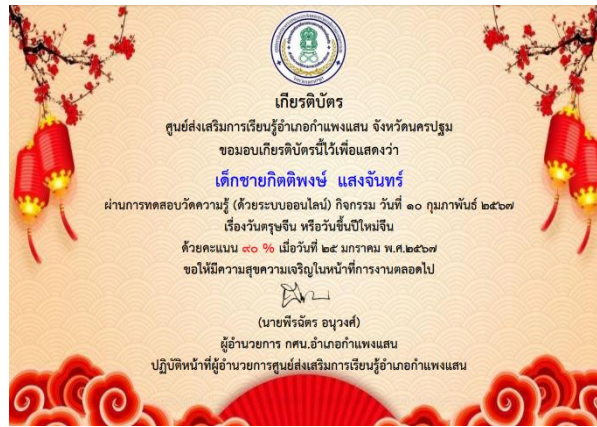 เกียรติบัตร
ศูนย์ส่งเสริมการเรียนรู้อำเภอกำแพงแสน จังหวัดนครปฐม
ขอมอบเกียรติบัตรนี้ไว้เพื่อแสดงว่า
เด็กชายกิตติพงษ์ แสงจันทร์
ผ่านการทดสอบวัดความรู้ (ด้วยระบบออนไลน์) กิจกรรม วันที่ ๑๐ กุมภาพันธ์ ๒๕๖๗
เรื่องวันตรุษจีน หรือวันขึ้นปีใหม่จีน
ด้วยคะแนน ๙๐ % เมื่อวันที่ ๒๕ มกราคม พ.ศ.๒๕๖๗
ขอให้มีความสุขความเจริญในหน้าที่การงานตลอดไป
(นายพีรฉัตร อนุวงศ์)
ผู้อำนวยการ กศน.อำเภอกำแพงแสน
ปฏิบัติหน้าที่ผู้อำนวยการศูนย์ส่งเสริมการเรียนรู้อำเภอกำแพงแสน